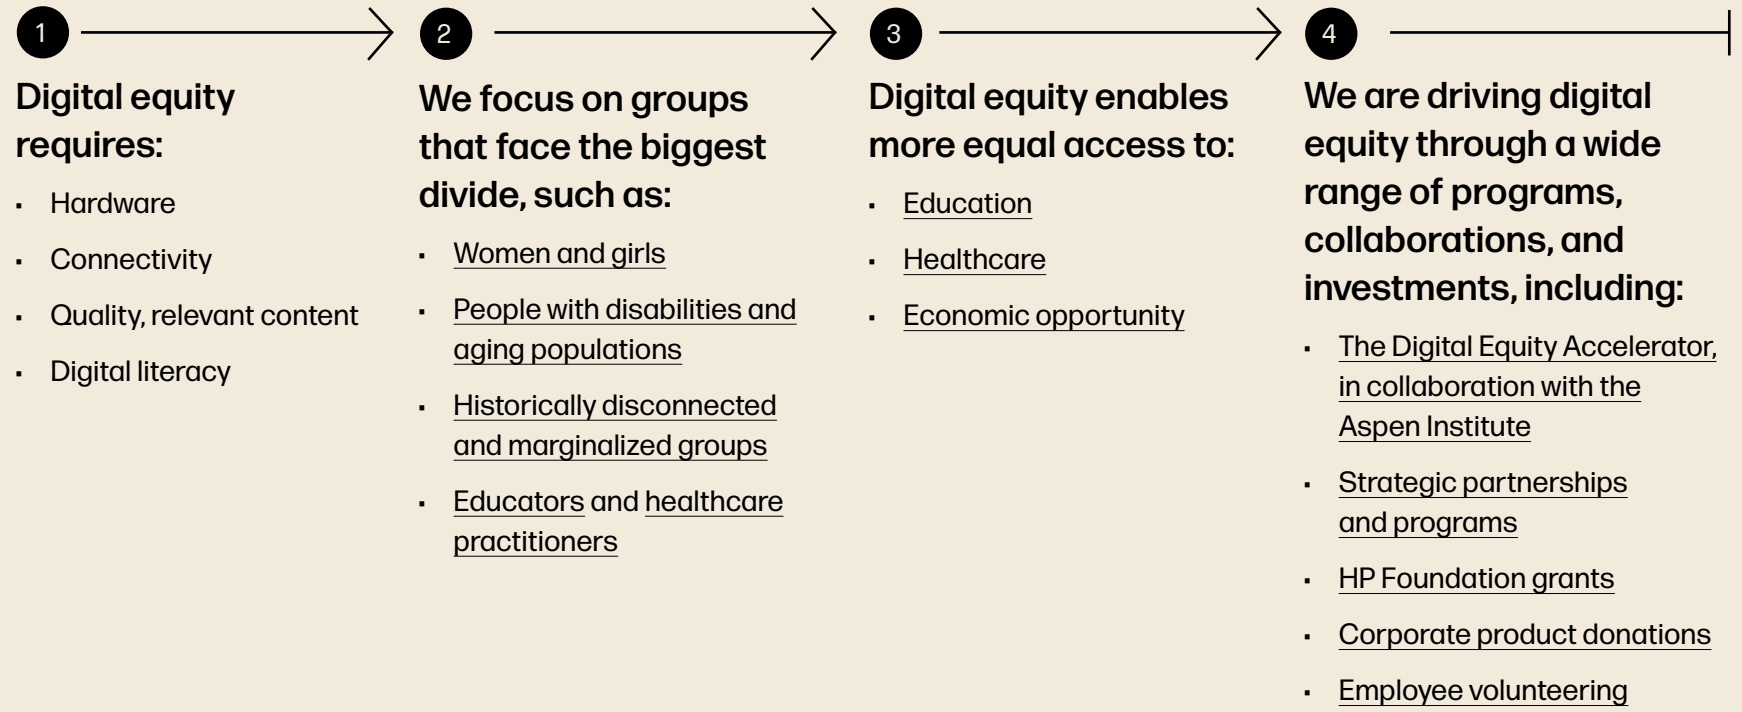 1
Digital equity
requires:
Hardware
Connectivity
Quality, relevant content
Digital literacy
2
We focus on groups
that face the biggest
divide, such as:
Women and girls
People with disabilities and
aging populations
Historically disconnected
and marginalized groups
Educators and healthcare
practitioners
3
Digital equity enables
more equal access to:
Education
Healthcare
Economic opportunity
4
We are driving digital
equity through a wide
range of programs,
collaborations, and
investments, including:
The Digital Equity Accelerator,
in collaboration with the
Aspen Institute
Strategic partnerships
and programs
HP Foundation grants
Corporate product donations
Employee volunteering